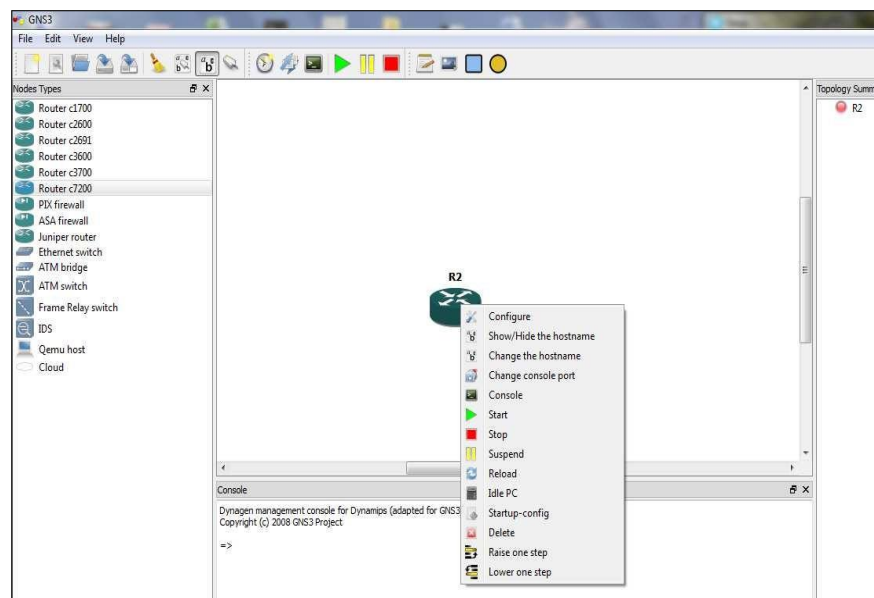 GNS3
File Edit View Help
Nodes Types
Router c1700
Router c2600
Router c2691
Router c3600
Router c3700
Router c7200
PIX firewall
ASA firewall
Juniper router
Ethernet switch
ATM bridge
ATM switch
Frame Relay switch
IDS
Qemu host
Cloud
R2
Configure
Show/Hide the hostname
Change the hostname
Change console port
Console
Start
Stop
Suspend
Reload
Idle PC
Startup-config
Delete
Raise one step
Lower one step
Console
Dynagen management console for Dynamips (adapted for GNS3
Copyright (c) 2008 GNS3 Project
=>
Topology Summ
R2